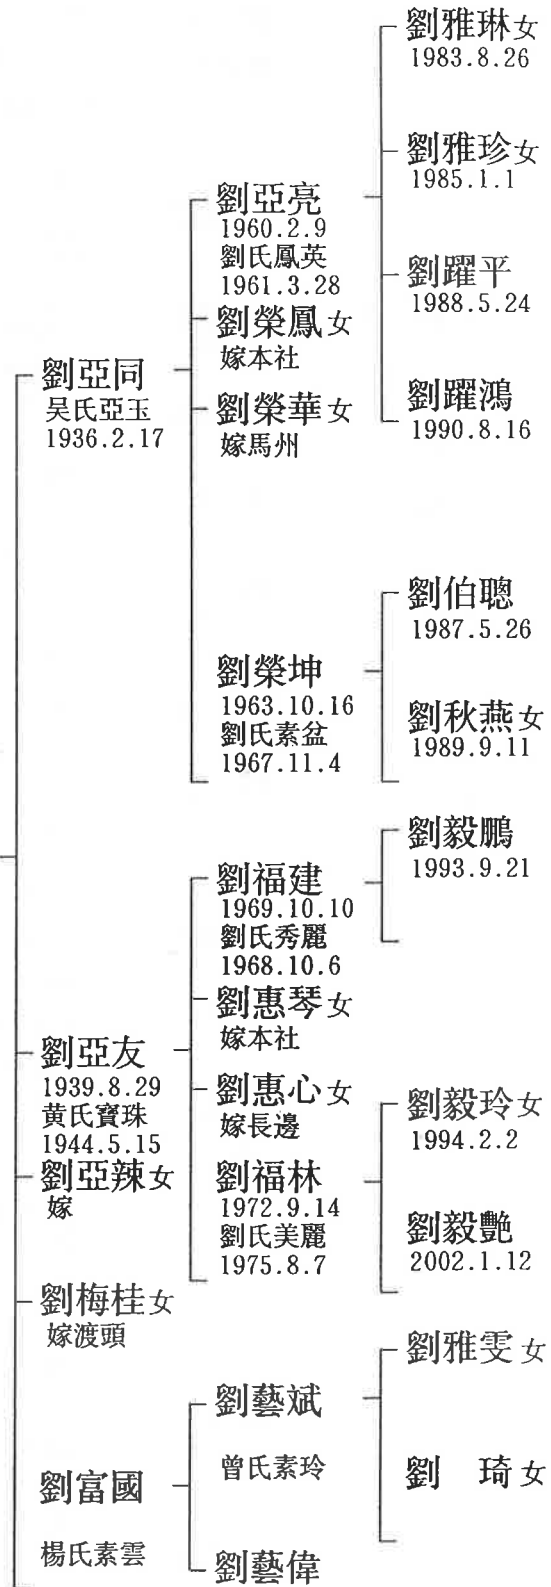 劉亞同
吴氏亞玉
1936.2.17
劉亞亮
1960.2.9
劉氏鳳英
1961.3.28
劉雅琳女
1983.8.26
劉雅珍女
1985.1.1
劉躍平
1988.5.24
劉躍鴻
1990.8.16
劉榮鳳女
嫁本社
劉榮華女
嫁馬州
劉榮坤
1963.10.16
劉氏素盆
1967.11.4
劉伯聰
1987.5.26
劉秋燕女
1989.9.11
劉亞友
1939.8.29
黄氏寶珠
1944.5.15
劉福建
1969.10.10
劉氏秀麗
1968.10.6
劉毅鵬
1993.9.21
劉惠琴女
嫁本社
劉惠心女
嫁長邊
劉福林
1972.9.14
劉氏美麗
1975.8.7
劉毅玲女
1994.2.2
劉毅艷
2002.1.12
劉亞辣女
嫁
劉梅桂女
嫁渡頭
劉富國
楊氏素雲
劉藝斌
曾氏素玲
劉雅雯女
劉　琦女
劉藝偉